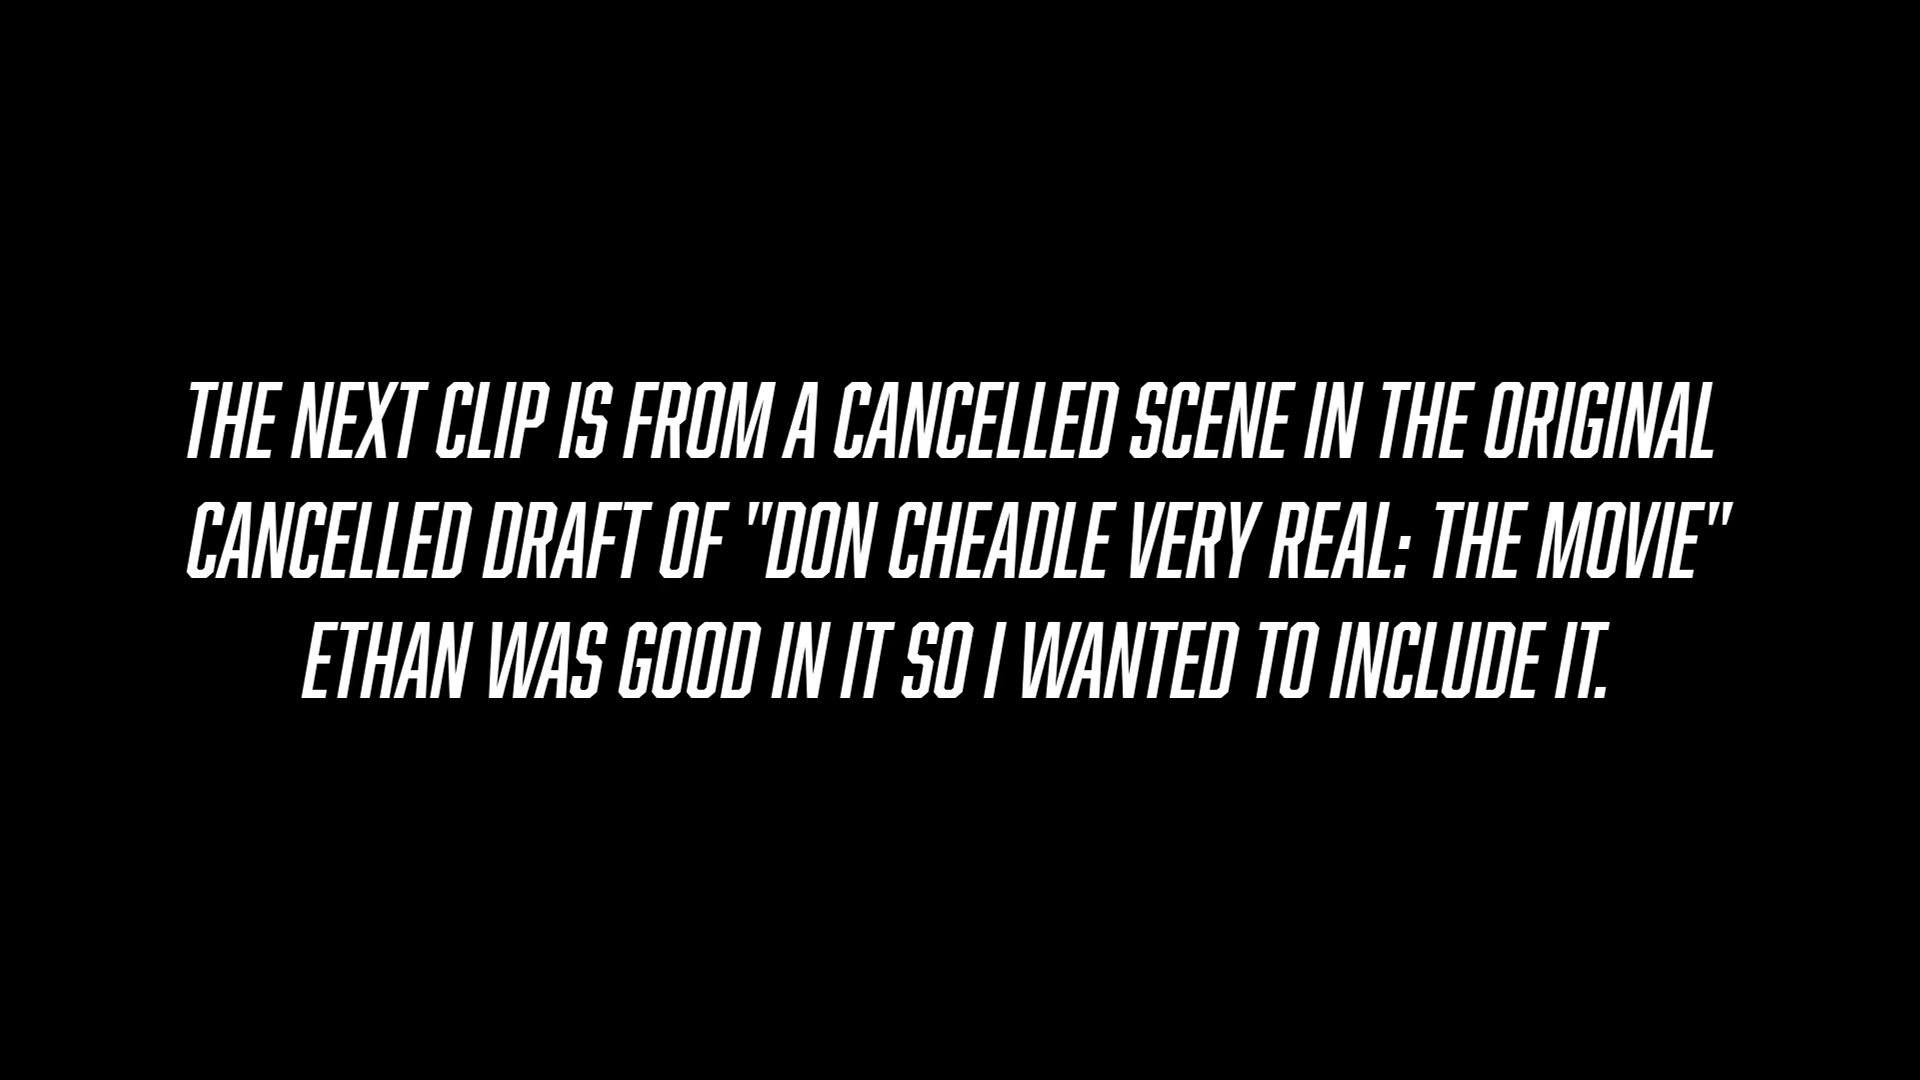 THE NEXT CLIP IS FROM A CANCELLED SCENE IN THE ORIGINAL
CANCELLED DRAFT OF "DON CHEADLE VERY REAL: THE MOVIE"
ETHAN WAS GOOD IN IT SO I WANTED TO INCLUDE IT.